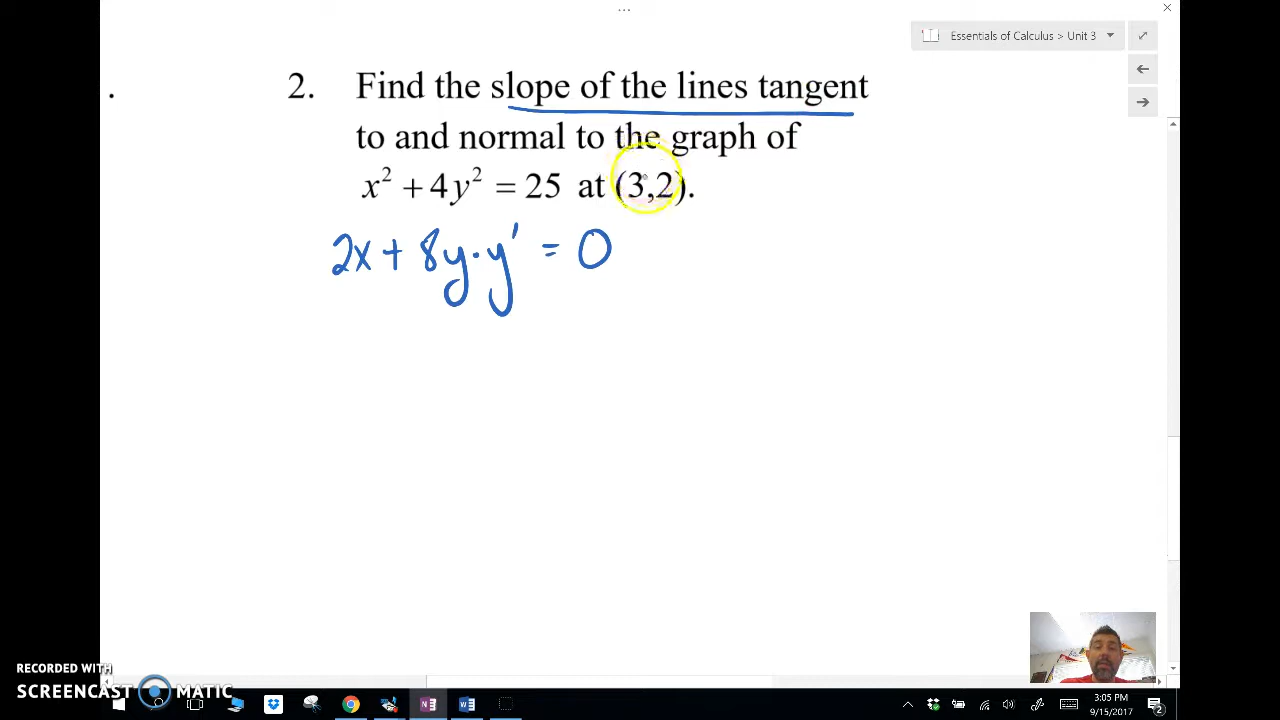 Essentials of Calculus > Unit 3
2. Find the slope of the lines tangent
to and normal to the graph of
x² + 4y² = 25 at (3,2).
2x + 8y · y' = 0
RECORDED WITH
SCREENCAST MATIC
3:05 PM
9/15/2017
2